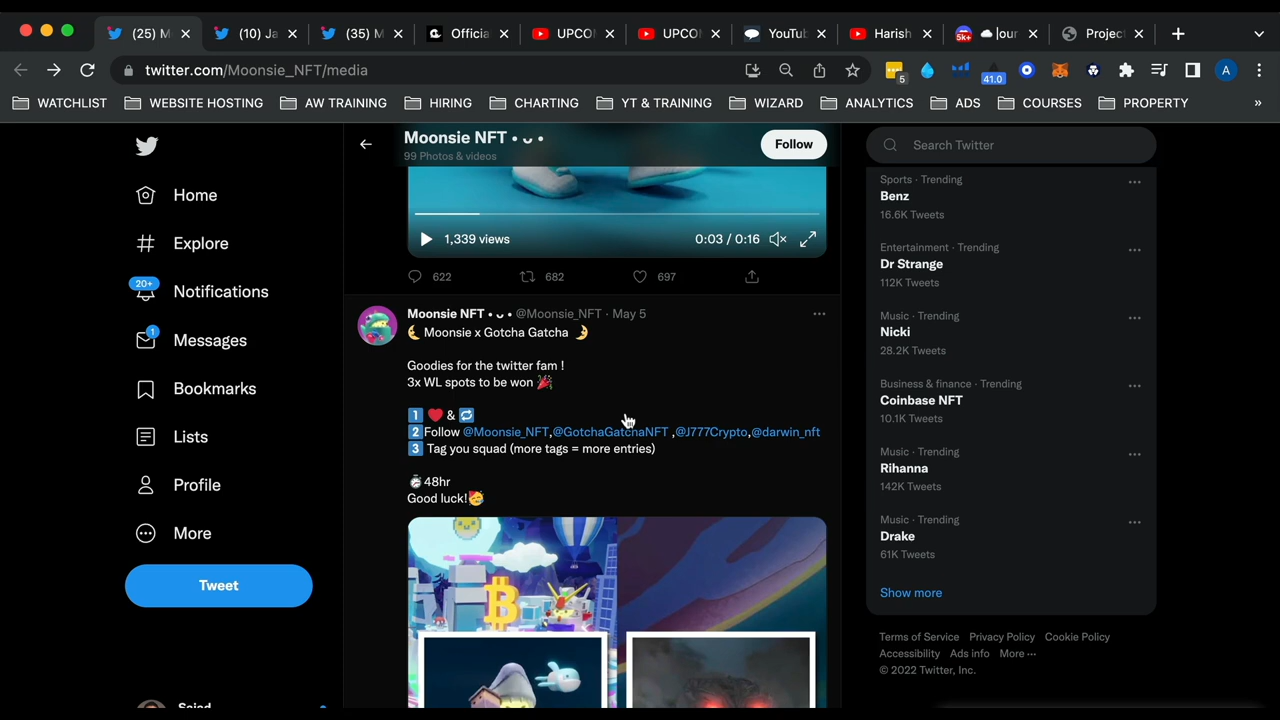 (25) M
(10) Ja
(35) M
Officia
UPCO
UPCO
YouTub
Harish
lour
Projec
twitter.com/Moonsie_NFT/media
5
41.0
A
WATCHLIST
WEBSITE HOSTING
AW TRAINING
HIRING
CHARTING
YT & TRAINING
WIZARD
ANALYTICS
ADS
COURSES
PROPERTY
»
Home
Explore
20+
Notifications
1
Messages
Bookmarks
Lists
Profile
More
Tweet
Moonsie NFT • ᴗ •
99 Photos & videos
Follow
1,339 views
0:03 / 0:16
622
682
697
Moonsie NFT • ᴗ • @Moonsie_NFT · May 5
🌜 Moonsie x Gotcha Gatcha 🌛
Goodies for the twitter fam !
3x WL spots to be won 🎉
1️⃣ ❤️ & 🔁
2️⃣Follow @Moonsie_NFT,@GotchaGatchaNFT ,@J777Crypto,@darwin_nft
3️⃣ Tag you squad (more tags = more entries)
⏱️48hr
Good luck!🥳
Search Twitter
Sports · Trending
Benz
16.6K Tweets
Entertainment · Trending
Dr Strange
112K Tweets
Music · Trending
Nicki
28.2K Tweets
Business & finance · Trending
Coinbase NFT
10.1K Tweets
Music · Trending
Rihanna
142K Tweets
Music · Trending
Drake
61K Tweets
Show more
Terms of Service Privacy Policy Cookie Policy
Accessibility Ads info More ···
© 2022 Twitter, Inc.